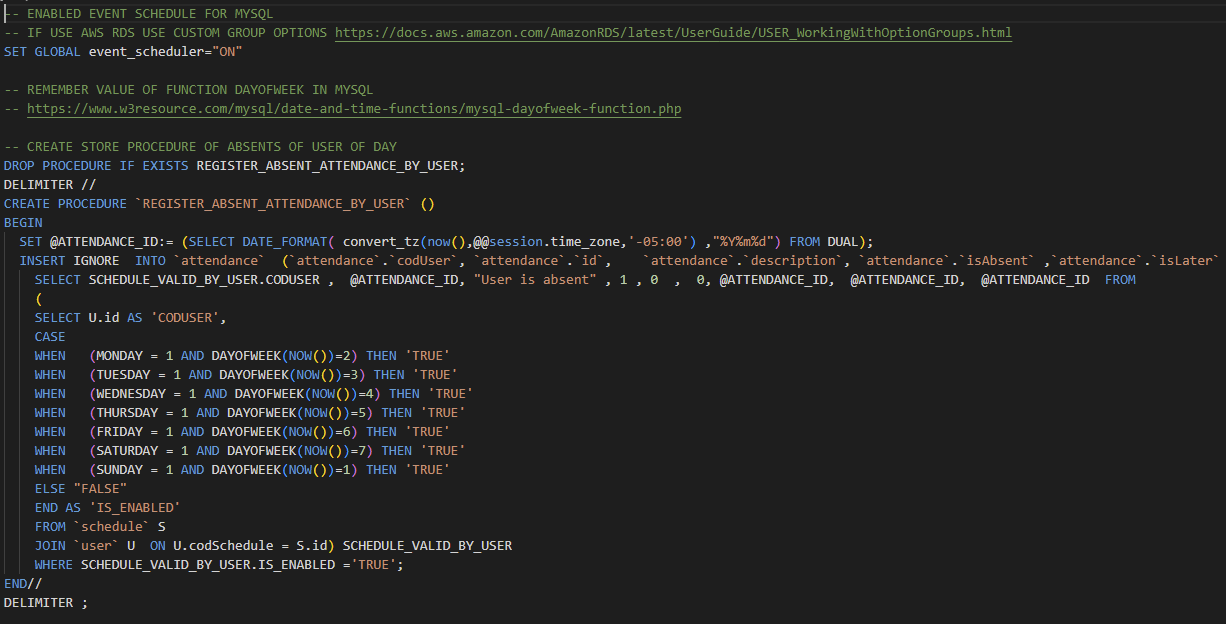 -- ENABLED EVENT SCHEDULE FOR MYSQL
-- IF USE AWS RDS USE CUSTOM GROUP OPTIONS https://docs.aws.amazon.com/AmazonRDS/latest/UserGuide/USER_WorkingWithOptionGroups.html
SET GLOBAL event_scheduler="ON"
-- REMEMBER VALUE OF FUNCTION DAYOFWEEK IN MYSQL
-- https://www.w3resource.com/mysql/date-and-time-functions/mysql-dayofweek-function.php
-- CREATE STORE PROCEDURE OF ABSENTS OF USER OF DAY
DROP PROCEDURE IF EXISTS REGISTER_ABSENT_ATTENDANCE_BY_USER;
DELIMITER //
CREATE PROCEDURE `REGISTER_ABSENT_ATTENDANCE_BY_USER` ()
BEGIN
SET @ATTENDANCE_ID:= (SELECT DATE_FORMAT( convert_tz(now(),@@session.time_zone,'-05:00') ,"%Y%m%d") FROM DUAL);
INSERT IGNORE  INTO `attendance`  (`attendance`.`codUser`, `attendance`.`id`,    `attendance`.`description`, `attendance`.`isAbsent` ,`attendance`.`isLater`
SELECT SCHEDULE_VALID_BY_USER.CODUSER ,  @ATTENDANCE_ID, "User is absent" , 1 , 0  ,  0, @ATTENDANCE_ID,  @ATTENDANCE_ID,  @ATTENDANCE_ID  FROM
(
SELECT U.id AS 'CODUSER',
CASE
WHEN   (MONDAY = 1 AND DAYOFWEEK(NOW())=2) THEN 'TRUE'
WHEN   (TUESDAY = 1 AND DAYOFWEEK(NOW())=3) THEN 'TRUE'
WHEN   (WEDNESDAY = 1 AND DAYOFWEEK(NOW())=4) THEN 'TRUE'
WHEN   (THURSDAY = 1 AND DAYOFWEEK(NOW())=5) THEN 'TRUE'
WHEN   (FRIDAY = 1 AND DAYOFWEEK(NOW())=6) THEN 'TRUE'
WHEN   (SATURDAY = 1 AND DAYOFWEEK(NOW())=7) THEN 'TRUE'
WHEN   (SUNDAY = 1 AND DAYOFWEEK(NOW())=1) THEN 'TRUE'
ELSE "FALSE"
END AS 'IS_ENABLED'
FROM `schedule` S
JOIN `user` U  ON U.codSchedule = S.id) SCHEDULE_VALID_BY_USER
WHERE SCHEDULE_VALID_BY_USER.IS_ENABLED ='TRUE';
END//
DELIMITER ;